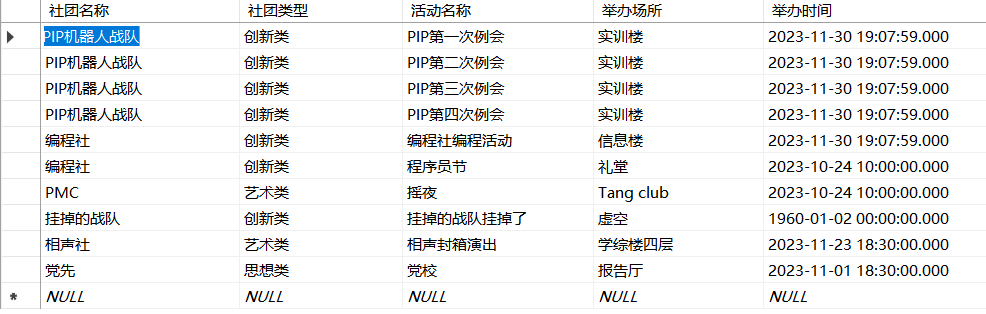 社团名称 社团类型 活动名称 举办场所 举办时间
PIP机器人战队 创新类 PIP第一次例会 实训楼 2023-11-30 19:07:59.000
PIP机器人战队 创新类 PIP第二次例会 实训楼 2023-11-30 19:07:59.000
PIP机器人战队 创新类 PIP第三次例会 实训楼 2023-11-30 19:07:59.000
PIP机器人战队 创新类 PIP第四次例会 实训楼 2023-11-30 19:07:59.000
编程社 创新类 编程社编程活动 信息楼 2023-11-30 19:07:59.000
编程社 创新类 程序员节 礼堂 2023-10-24 10:00:00.000
PMC 艺术类 摇夜 Tang club 2023-10-24 10:00:00.000
挂掉的战队 创新类 挂掉的战队挂掉了 虚空 1960-01-02 00:00:00.000
相声社 艺术类 相声封箱演出 学综楼四层 2023-11-23 18:30:00.000
党先 思想类 党校 报告厅 2023-11-01 18:30:00.000
NULL NULL NULL NULL NULL